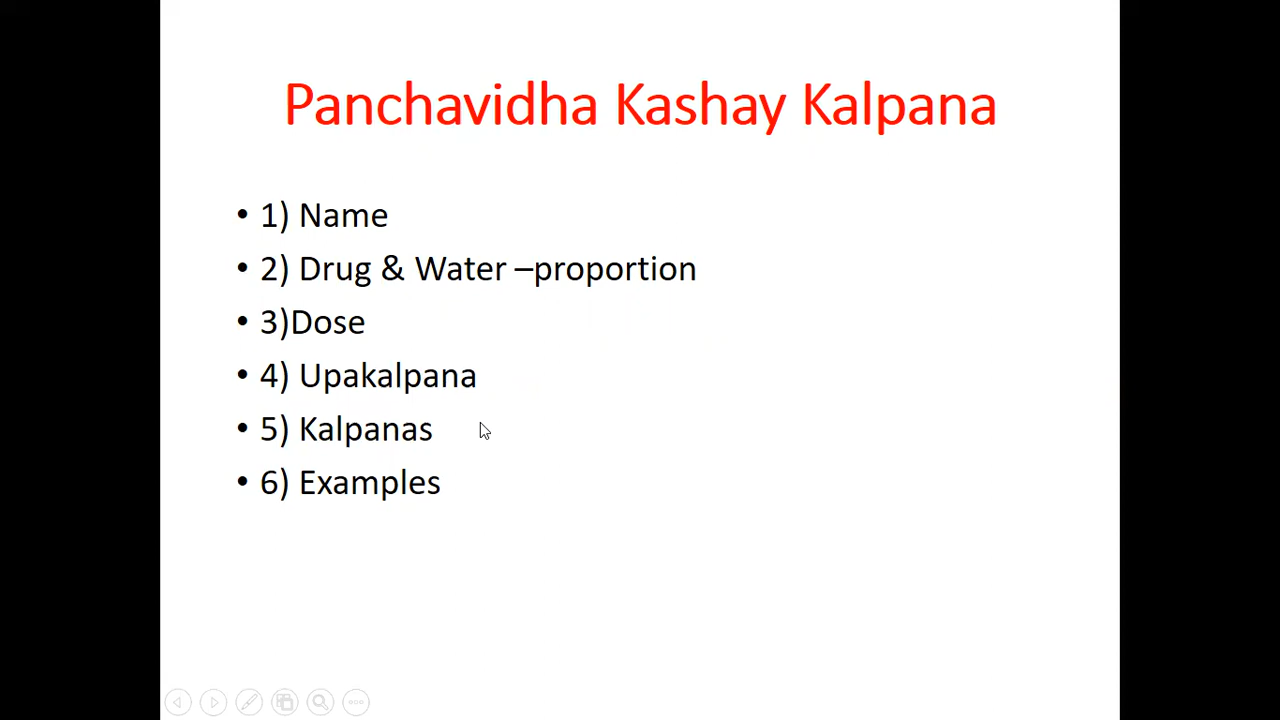 Panchavidha Kashay Kalpana
• 1) Name
• 2) Drug & Water –proportion
• 3)Dose
• 4) Upakalpana
• 5) Kalpanas
• 6) Examples